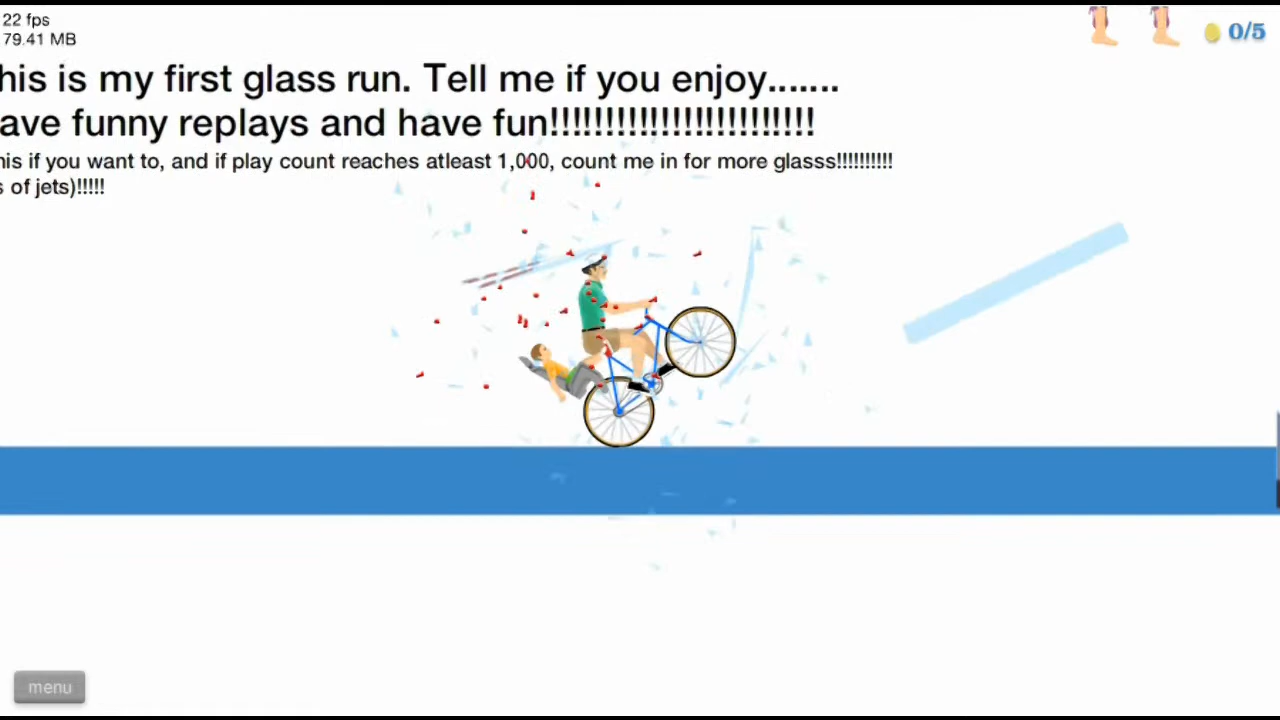 22 fps
79.41 MB
0/5
his is my first glass run. Tell me if you enjoy.......
ave funny replays and have fun!!!!!!!!!!!!!!!!!!!!!!!!
his if you want to, and if play count reaches atleast 1,000, count me in for more glasss!!!!!!!!!!
s of jets)!!!!!
menu